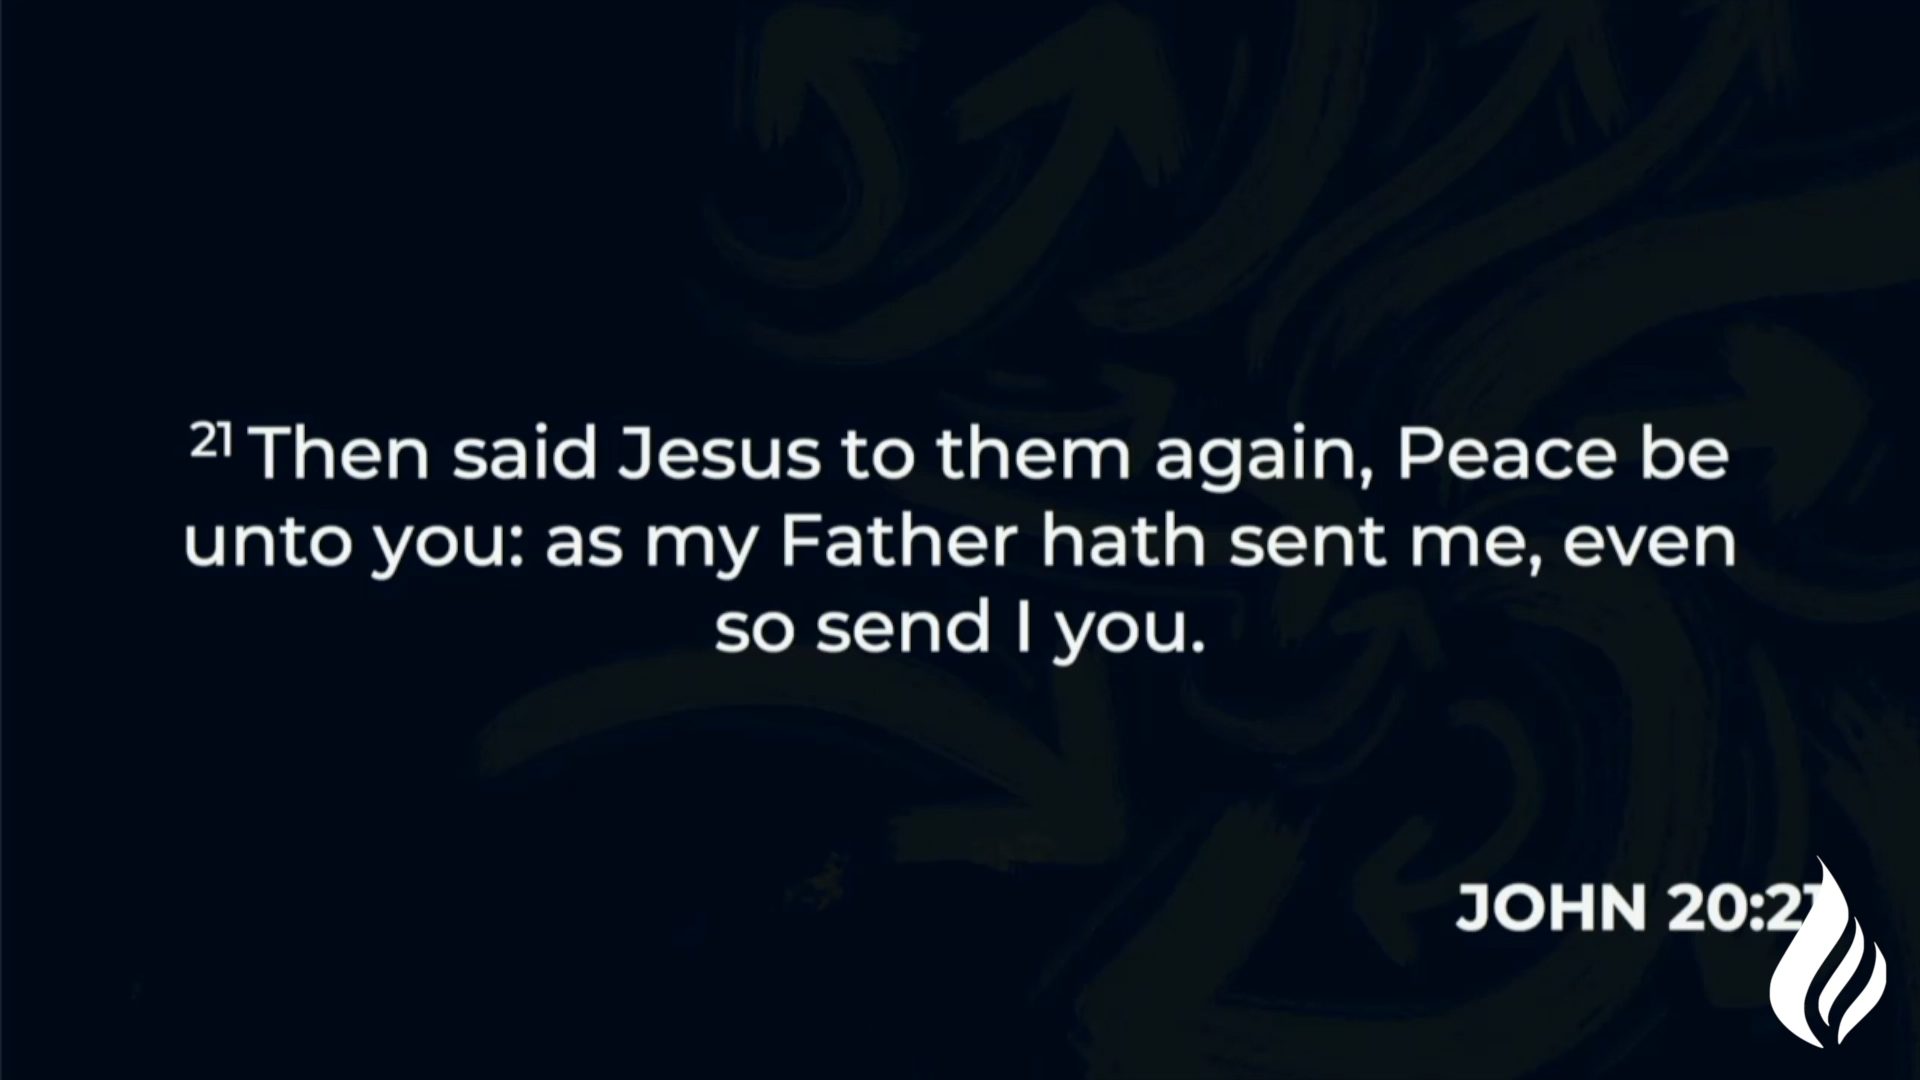 21 Then said Jesus to them again, Peace be
unto you: as my Father hath sent me, even
so send I you.
JOHN 20:21